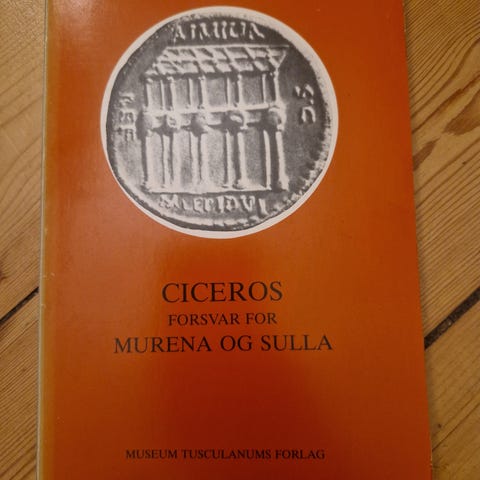 AIMILIA
REF
S C
M LEPIDVS
CICEROS
FORSVAR FOR
MURENA OG SULLA
MUSEUM TUSCULANUMS FORLAG